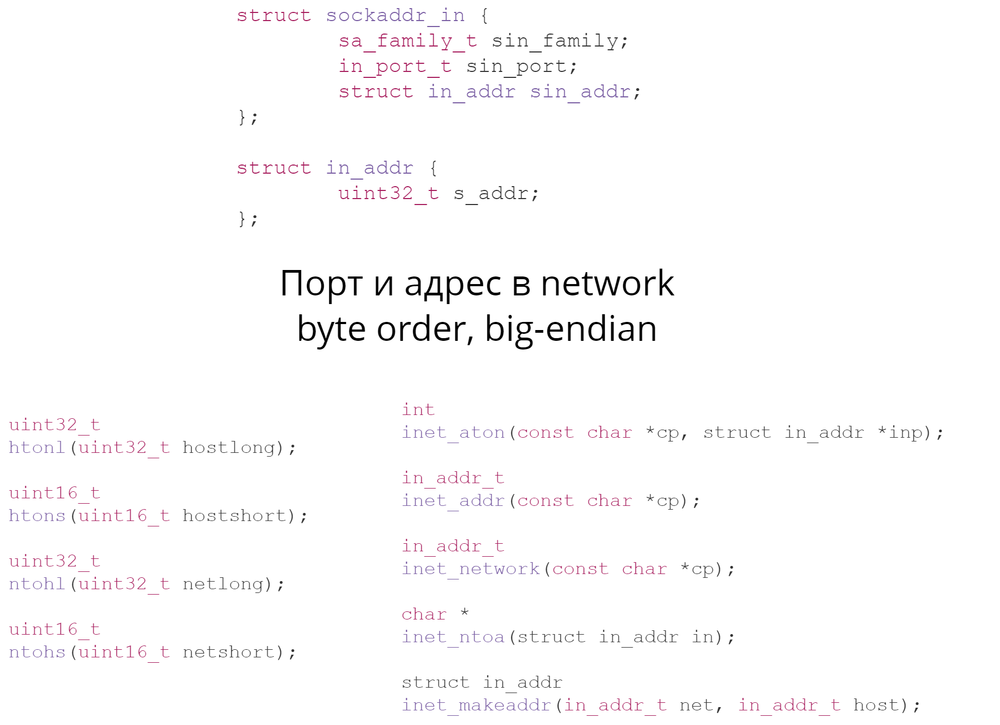 struct sockaddr_in {
        sa_family_t sin_family;
        in_port_t sin_port;
        struct in_addr sin_addr;
};

struct in_addr {
        uint32_t s_addr;
};

Порт и адрес в network
byte order, big-endian

uint32_t
htonl(uint32_t hostlong);

uint16_t
htons(uint16_t hostshort);

uint32_t
ntohl(uint32_t netlong);

uint16_t
ntohs(uint16_t netshort);

int
inet_aton(const char *cp, struct in_addr *inp);

in_addr_t
inet_addr(const char *cp);

in_addr_t
inet_network(const char *cp);

char *
inet_ntoa(struct in_addr in);

struct in_addr
inet_makeaddr(in_addr_t net, in_addr_t host);